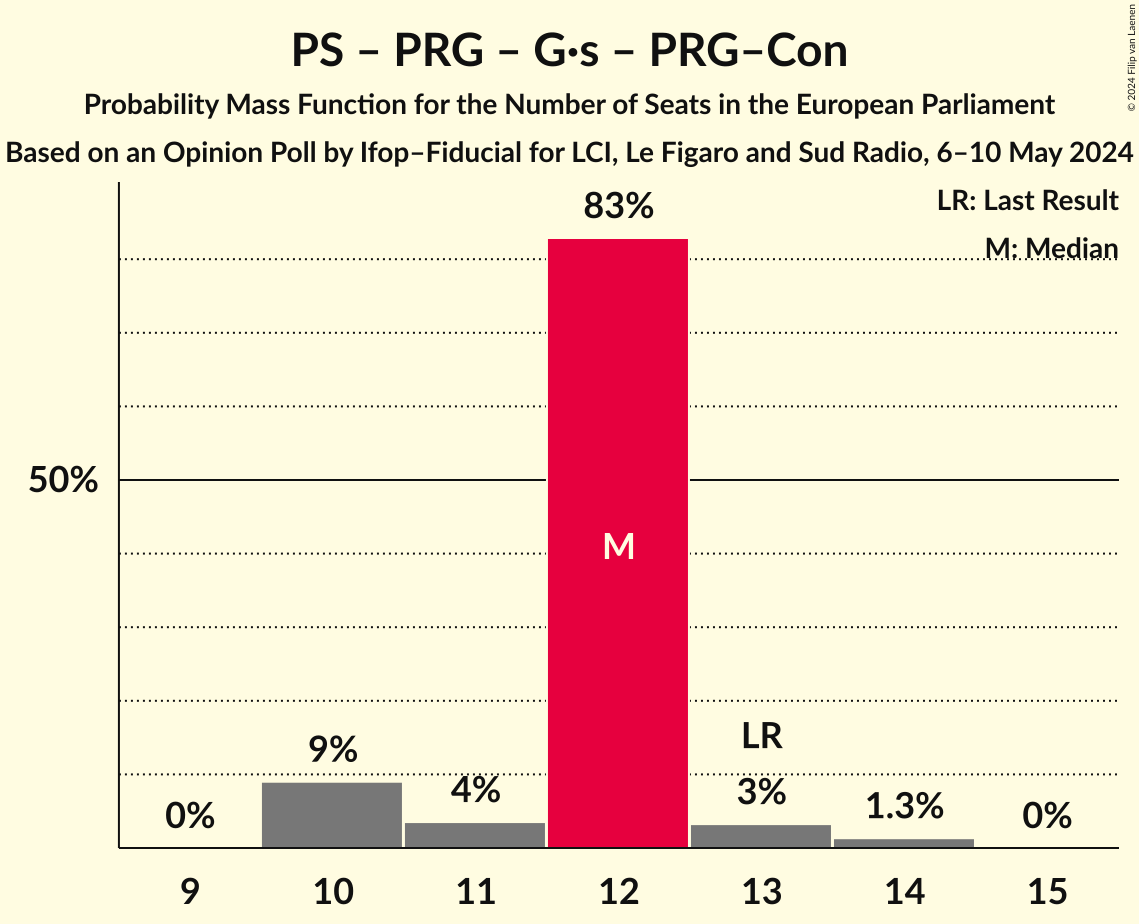 PS – PRG – G·s – PRG–Con
Probability Mass Function for the Number of Seats in the European Parliament
Based on an Opinion Poll by Ifop–Fiducial for LCI, Le Figaro and Sud Radio, 6–10 May 2024
© 2024 Filip van Laenen
LR: Last Result
M: Median
83%
50%
M
LR
9%
4%
3%
1.3%
0%
0%
9 10 11 12 13 14 15